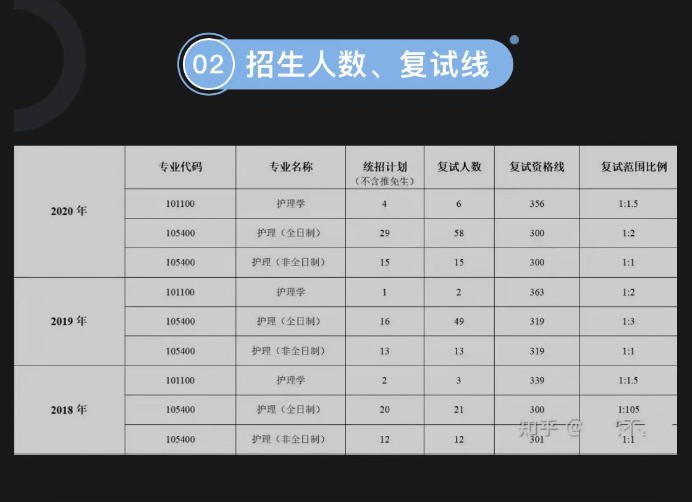 02 招生人数、复试线
专业代码 专业名称 统招计划 复试人数 复试资格线 复试范围比例
（不含推免生）
2020 年
101100 护理学 4 6 356 1:1.5
105400 护理（全日制） 29 58 300 1:2
105400 护理（非全日制） 15 15 300 1:1
2019 年
101100 护理学 1 2 363 1:2
105400 护理（全日制） 16 49 319 1:3
105400 护理（非全日制） 13 13 319 1:1
2018 年
101100 护理学 2 3 339 1:1.5
105400 护理（全日制） 20 21 300 1:105
105400 护理（非全日制） 12 12 301 1:1
知乎 @